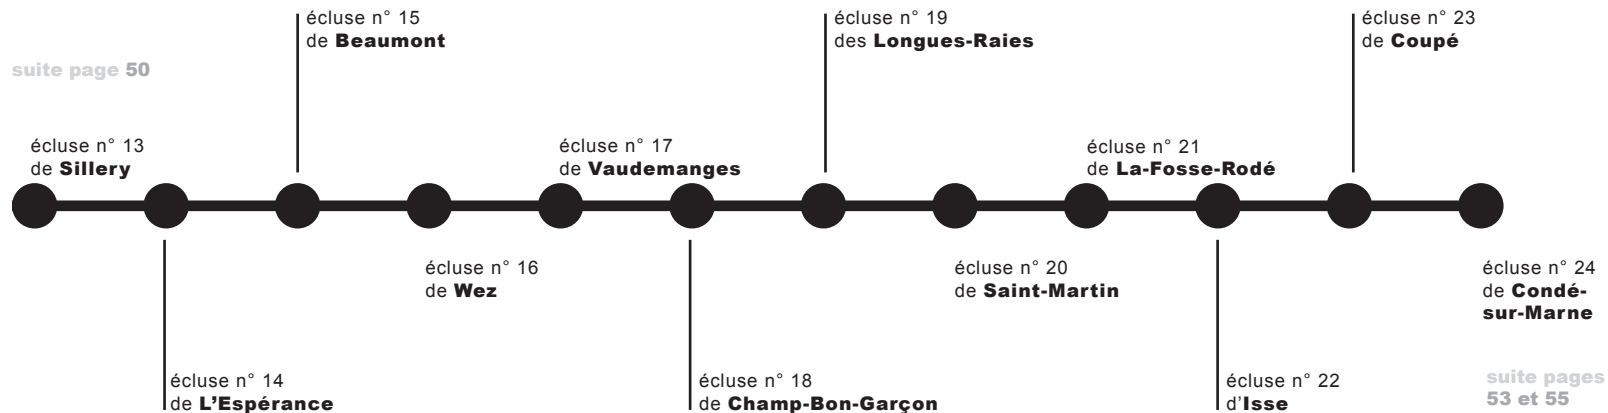 écluse n° 15
de Beaumont
écluse n° 19
des Longues-Raies
écluse n° 23
de Coupé
suite page 50
écluse n° 13
de Sillery
écluse n° 17
de Vaudemanges
écluse n° 21
de La-Fosse-Rodé
écluse n° 16
de Wez
écluse n° 20
de Saint-Martin
écluse n° 24
de Condé-
sur-Marne
écluse n° 14
de L'Espérance
écluse n° 18
de Champ-Bon-Garçon
écluse n° 22
d'Isse
suite pages
53 et 55